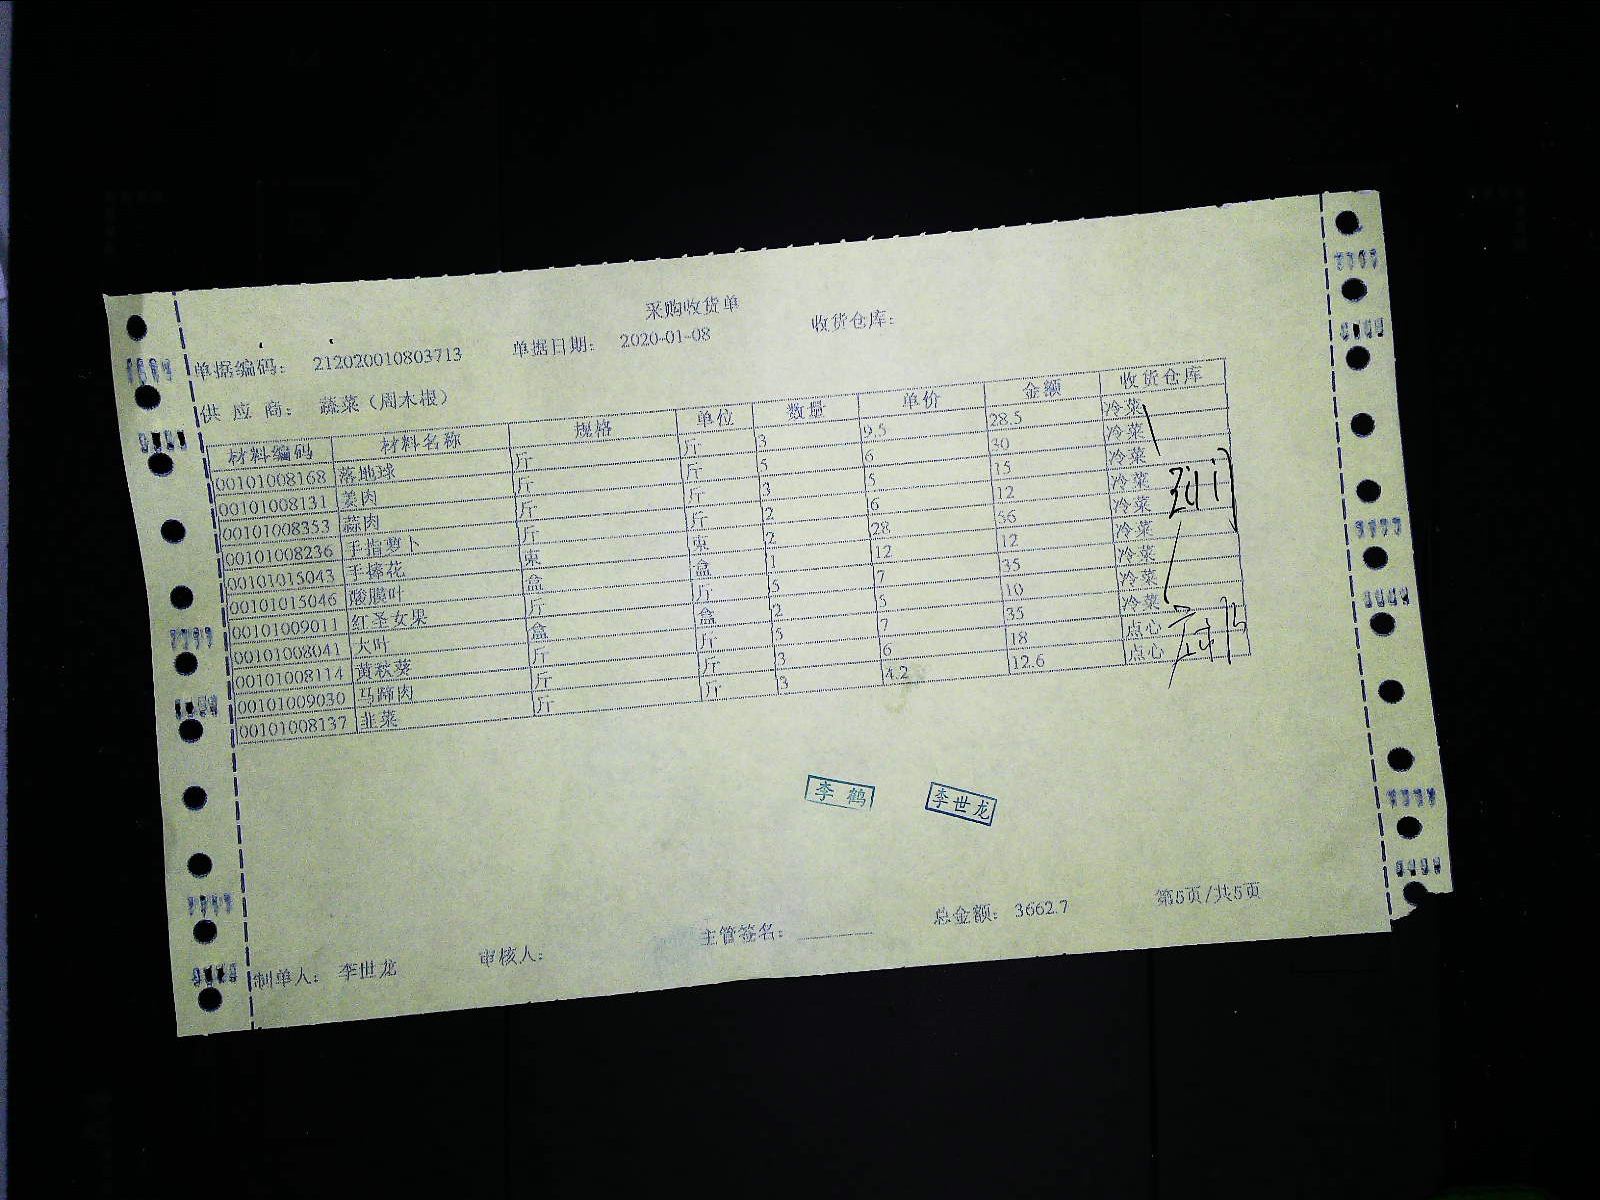 采购收货单
单据编码: 212020010803713 单据日期: 2020-01-08 收货仓库:
供应商: 蔬菜（周木根）
材料编码 材料名称 规格 单位 数量 单价 金额 收货仓库
00101008168 落地球 斤 斤 3 9.5 28.5 冷菜
00101008131 姜肉 斤 斤 5 6 30 冷菜
00101008353 蒜肉 斤 斤 3 5 15 冷菜
00101008236 手指萝卜 斤 斤 2 6 12 冷菜
00101015043 手捧花 束 束 2 28 56 冷菜
00101015046 酸膜叶 盒 盒 1 12 12 冷菜
00101009011 红圣女果 斤 斤 5 7 35 冷菜
00101008041 大叶 盒 盒 2 5 10 冷菜
00101008114 黄秋葵 斤 斤 5 7 35 冷菜
00101009030 马蹄肉 斤 斤 3 6 18 点心
00101008137 韭菜 斤 斤 3 4.2 12.6 点心
李鹤 李世龙
制单人: 李世龙 审核人: 主管签名: 总金额: 3662.7 第5页/共5页